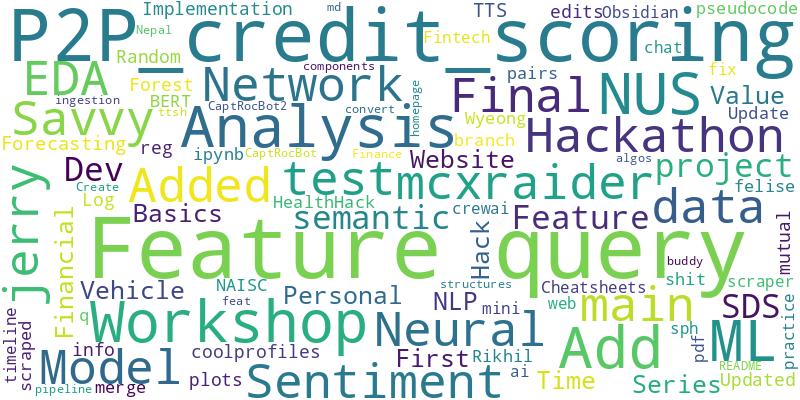 Implementation md TTS edits Obsidian pseudocode
P2P_credit_scoring
Nepal Fintech chat
Random components pairs fix
EDA Network Final NUS Value
Forest
ingestion BERT CaptRocBot2 convert homepage Update
Savvy ttsh Analysis Wyeong Hackathon
Forecasting reg ipynb CaptRocBot Finance branch
Dev Website algos project
jerry Create Added test mcxraider felise
Log HealthHack crewai data
Basics semantic Feature mutual
Financial Feature query
Hack buddy
Vehicle NAISC structures Cheatsheets shit scraper
q feat Personal NLP mini web main SDS
timeline Workshop Neural sph ML practice
scraped info coolprofiles First Rikhil Add pdf
Model plots ai README
pipeline merge Sentiment Time Series Updated